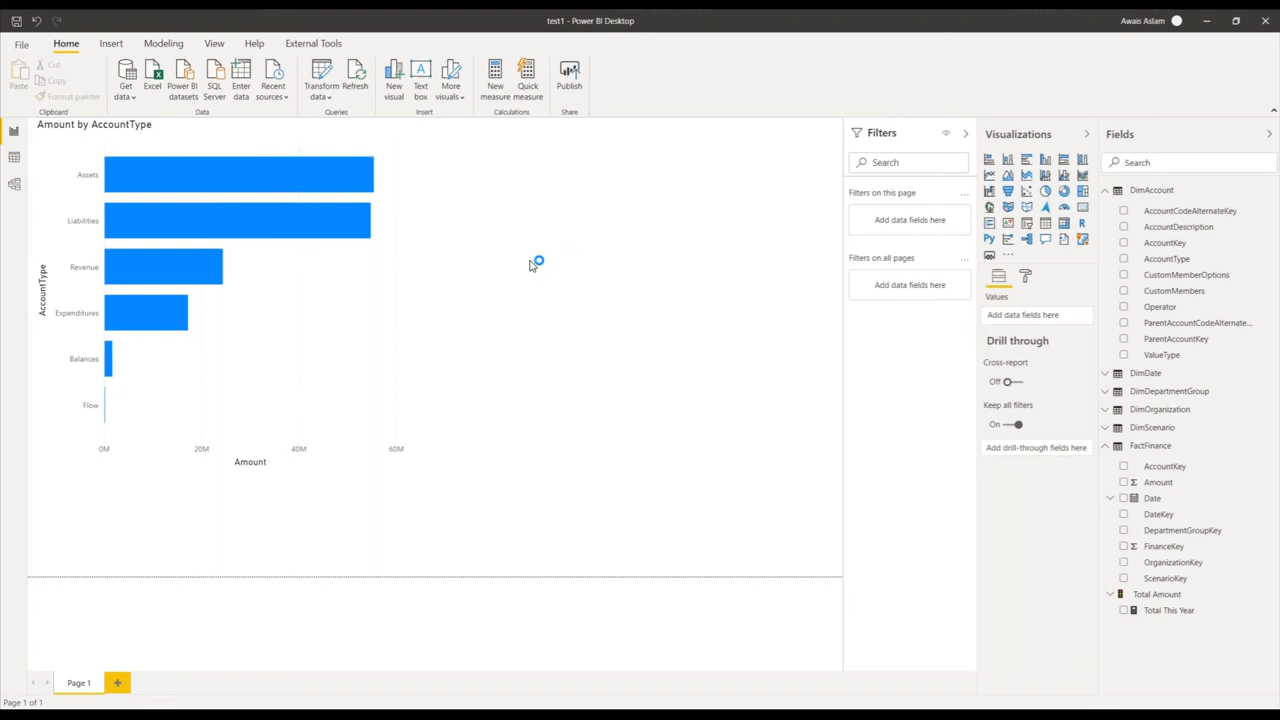 test1 - Power BI Desktop
Awais Aslam
File
Home
Insert
Modeling
View
Help
External Tools
Paste
Cut
Copy
Format painter
Clipboard
Get data
Excel
Power BI datasets
SQL Server
Enter data
Recent sources
Data
Transform data
Refresh
Queries
New visual
Text box
More visuals
Insert
New measure
Quick measure
Calculations
Publish
Share
Amount by AccountType
AccountType
Assets
Liabilities
Revenue
Expenditures
Balances
Flow
0M
20M
40M
60M
Amount
Filters
Search
Filters on this page
...
Add data fields here
Filters on all pages
...
Add data fields here
Visualizations
R
Py
...
Values
Add data fields here
Drill through
Cross-report
Off
Keep all filters
On
Add drill-through fields here
Fields
Search
DimAccount
AccountCodeAlternateKey
AccountDescription
AccountKey
AccountType
CustomMemberOptions
CustomMembers
Operator
ParentAccountCodeAlternate...
ParentAccountKey
ValueType
DimDate
DimDepartmentGroup
DimOrganization
DimScenario
FactFinance
AccountKey
Σ Amount
Date
DateKey
DepartmentGroupKey
Σ FinanceKey
OrganizationKey
ScenarioKey
Total Amount
Total This Year
Page 1
Page 1 of 1